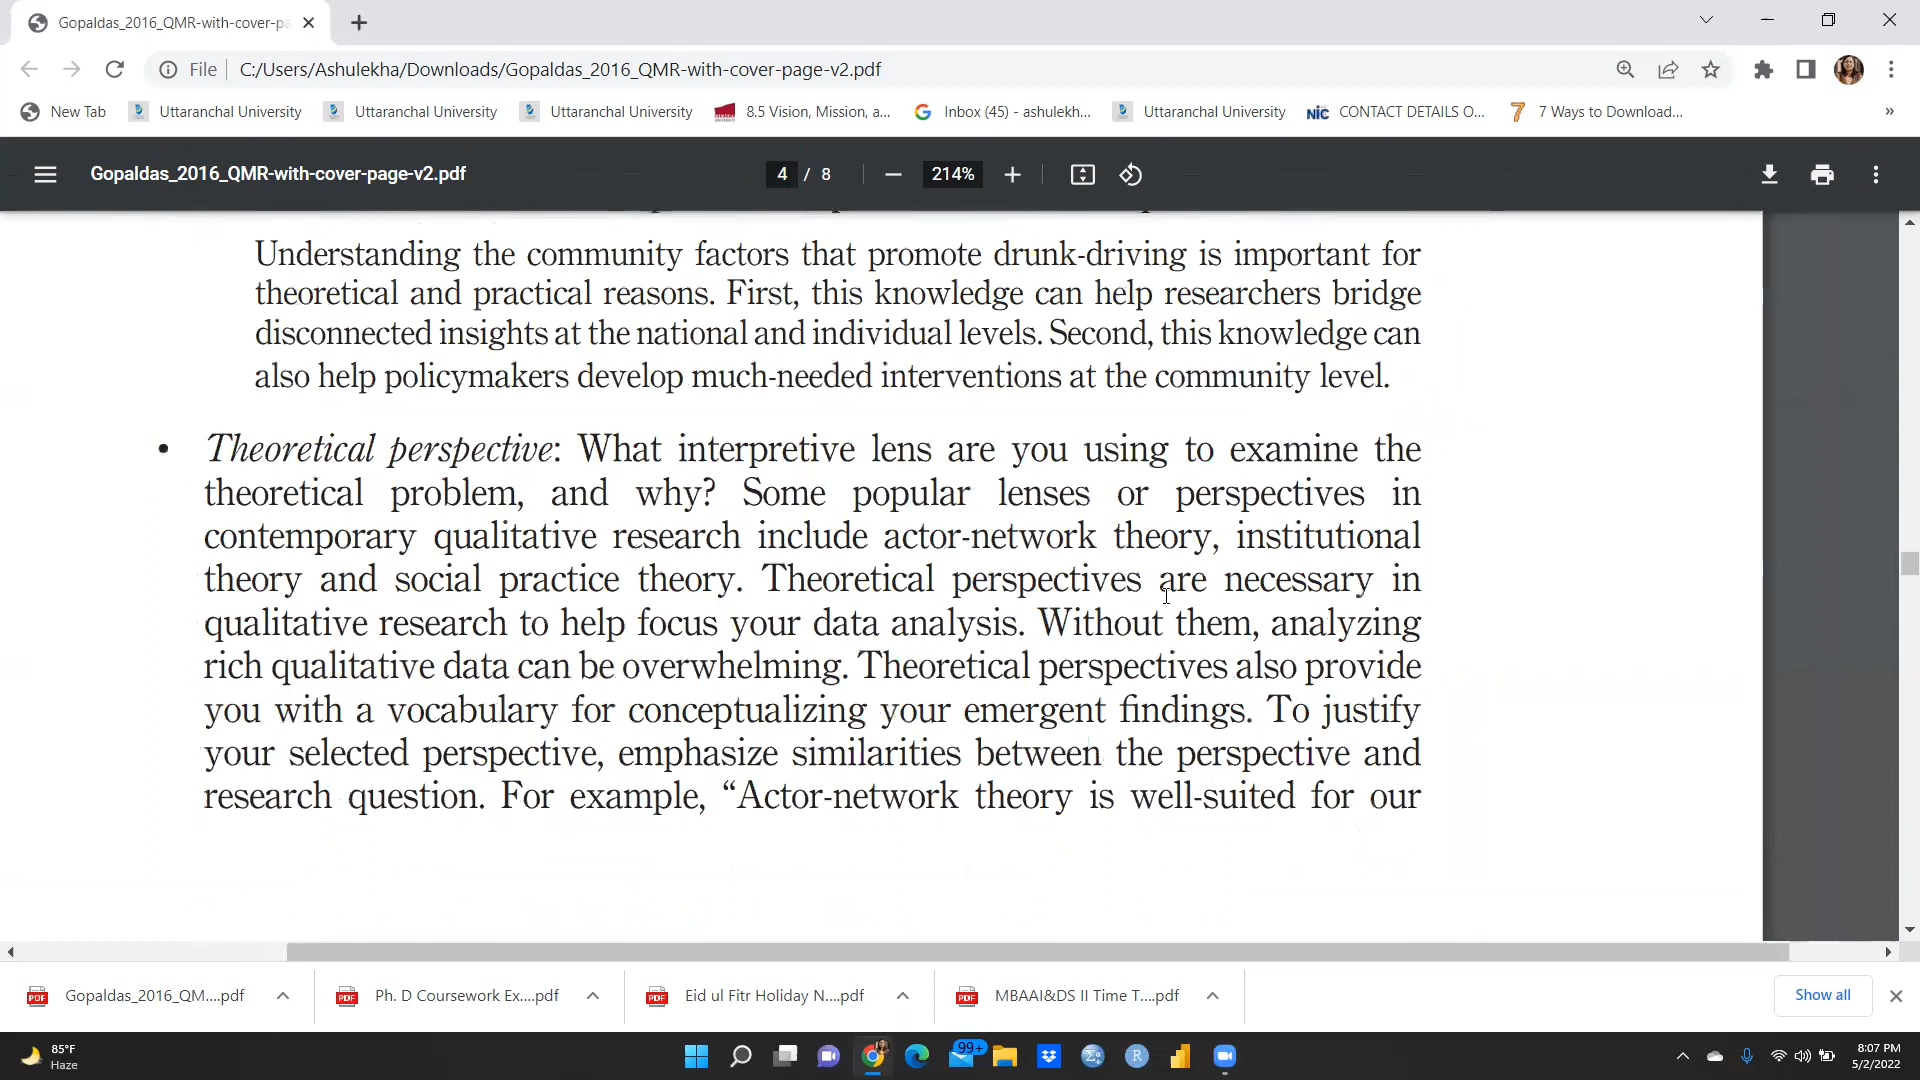 Gopaldas_2016_QMR-with-cover-pa
File C:/Users/Ashulekha/Downloads/Gopaldas_2016_QMR-with-cover-page-v2.pdf
New Tab Uttaranchal University Uttaranchal University Uttaranchal University 8.5 Vision, Mission, a... Inbox (45) - ashulekh... Uttaranchal University NIC CONTACT DETAILS O... 7 Ways to Download... »
Gopaldas_2016_QMR-with-cover-page-v2.pdf 4 / 8 214%
Understanding the community factors that promote drunk-driving is important for
theoretical and practical reasons. First, this knowledge can help researchers bridge
disconnected insights at the national and individual levels. Second, this knowledge can
also help policymakers develop much-needed interventions at the community level.
• Theoretical perspective: What interpretive lens are you using to examine the
theoretical problem, and why? Some popular lenses or perspectives in
contemporary qualitative research include actor-network theory, institutional
theory and social practice theory. Theoretical perspectives are necessary in
qualitative research to help focus your data analysis. Without them, analyzing
rich qualitative data can be overwhelming. Theoretical perspectives also provide
you with a vocabulary for conceptualizing your emergent findings. To justify
your selected perspective, emphasize similarities between the perspective and
research question. For example, “Actor-network theory is well-suited for our
PDF Gopaldas_2016_QM....pdf PDF Ph. D Coursework Ex....pdf PDF Eid ul Fitr Holiday N....pdf PDF MBAAI&DS II Time T....pdf Show all
85°F
Haze
99+
8:07 PM
5/2/2022